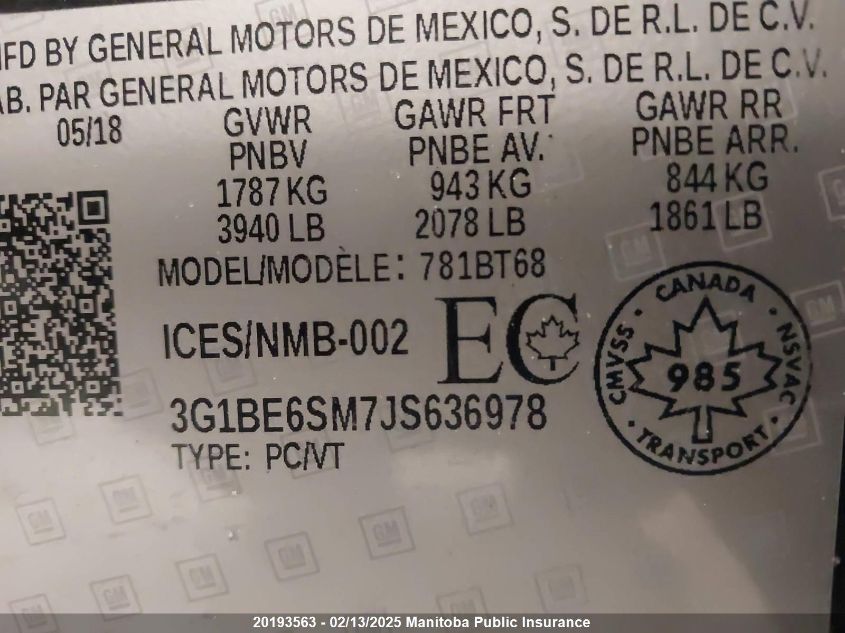 MFD BY GENERAL MOTORS DE MEXICO, S. DE R.L. DE C.V.
FAB. PAR GENERAL MOTORS DE MEXICO, S. DE R.L. DE C.V.
05/18
GVWR
PNBV
1787 KG
3940 LB
GAWR FRT
PNBE AV.
943 KG
2078 LB
GAWR RR
PNBE ARR.
844 KG
1861 LB
MODEL/MODÈLE: 781BT68
ICES/NMB-002
EC
3G1BE6SM7JS636978
TYPE: PC/VT
CANADA
CMVSS · NSVAC
985
TRANSPORT
20193563 - 02/13/2025 Manitoba Public Insurance